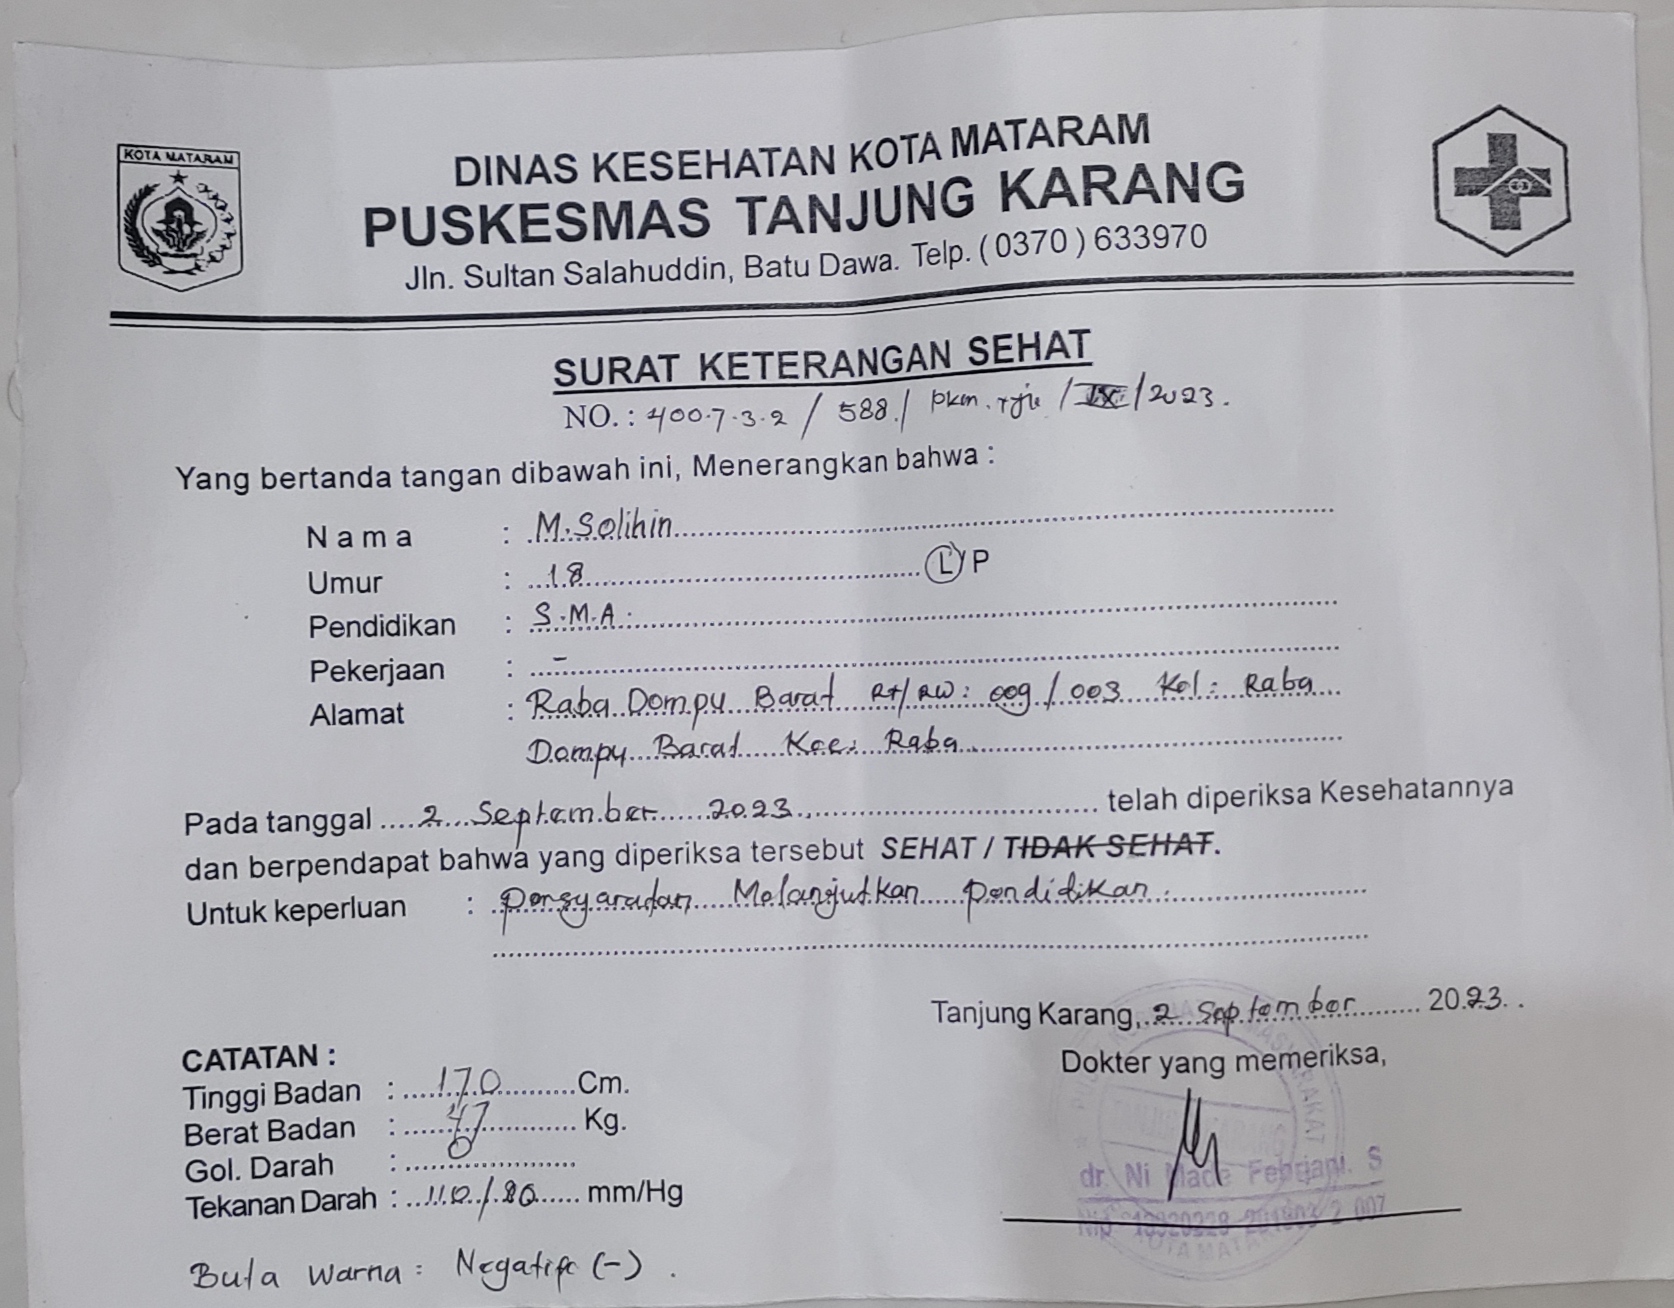 KOTA MATARAM
DINAS KESEHATAN KOTA MATARAM
PUSKESMAS TANJUNG KARANG
Jln. Sultan Salahuddin, Batu Dawa. Telp. (0370) 633970
SURAT KETERANGAN SEHAT
NO. : 400.7.3.2 / 588 / pkm. / IX / 2023.
Yang bertanda tangan dibawah ini, Menerangkan bahwa :
Nama : M. Solihin
Umur : 18 L/P
Pendidikan : S.M.A.
Pekerjaan : -
Alamat : Raba Dompu Barat Rt/RW: 009 / 003 Kel: Raba
Dompu Barat Kec: Raba
Pada tanggal 2 September 2023 telah diperiksa Kesehatannya
dan berpendapat bahwa yang diperiksa tersebut SEHAT / TIDAK SEHAT.
Untuk keperluan : persyaratan Melanjutkan pendidikan.
Tanjung Karang, 2 September 2023
Dokter yang memeriksa,
dr. Ni Made Febriani. S
CATATAN :
Tinggi Badan : 170 Cm.
Berat Badan : 47 Kg.
Gol. Darah : O
Tekanan Darah : 110/80 mm/Hg
Buta Warna : Negatife (-) .